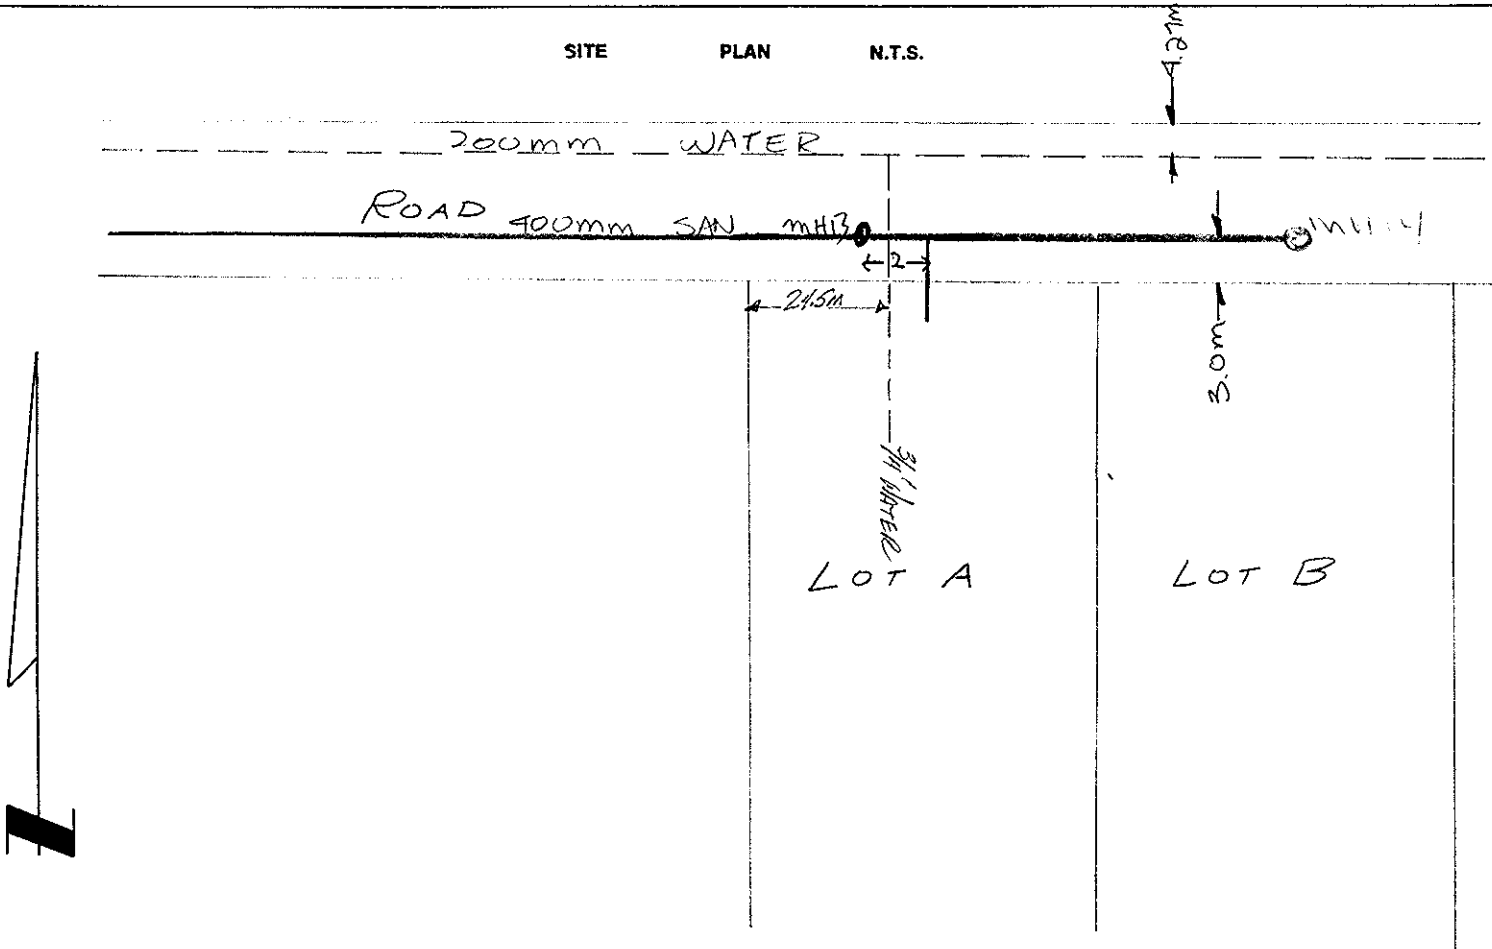 SITE PLAN N.T.S.
4.2m
200mm WATER
ROAD 400mm SAN MH13
MH14
2
24.5m
3.0m
3/4" WATER
LOT A
LOT B